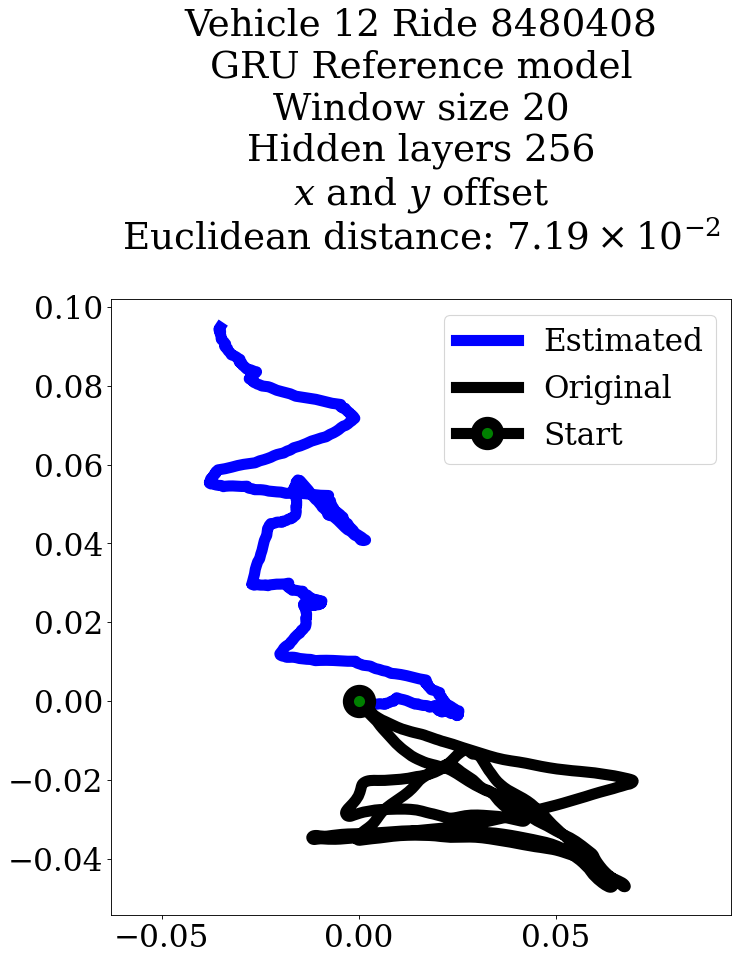 Vehicle 12 Ride 8480408
GRU Reference model
Window size 20
Hidden layers 256
x and y offset
Euclidean distance: 7.19 × 10⁻²
Estimated
Original
Start
0.10
0.08
0.06
0.04
0.02
0.00
−0.02
−0.04
−0.05 0.00 0.05